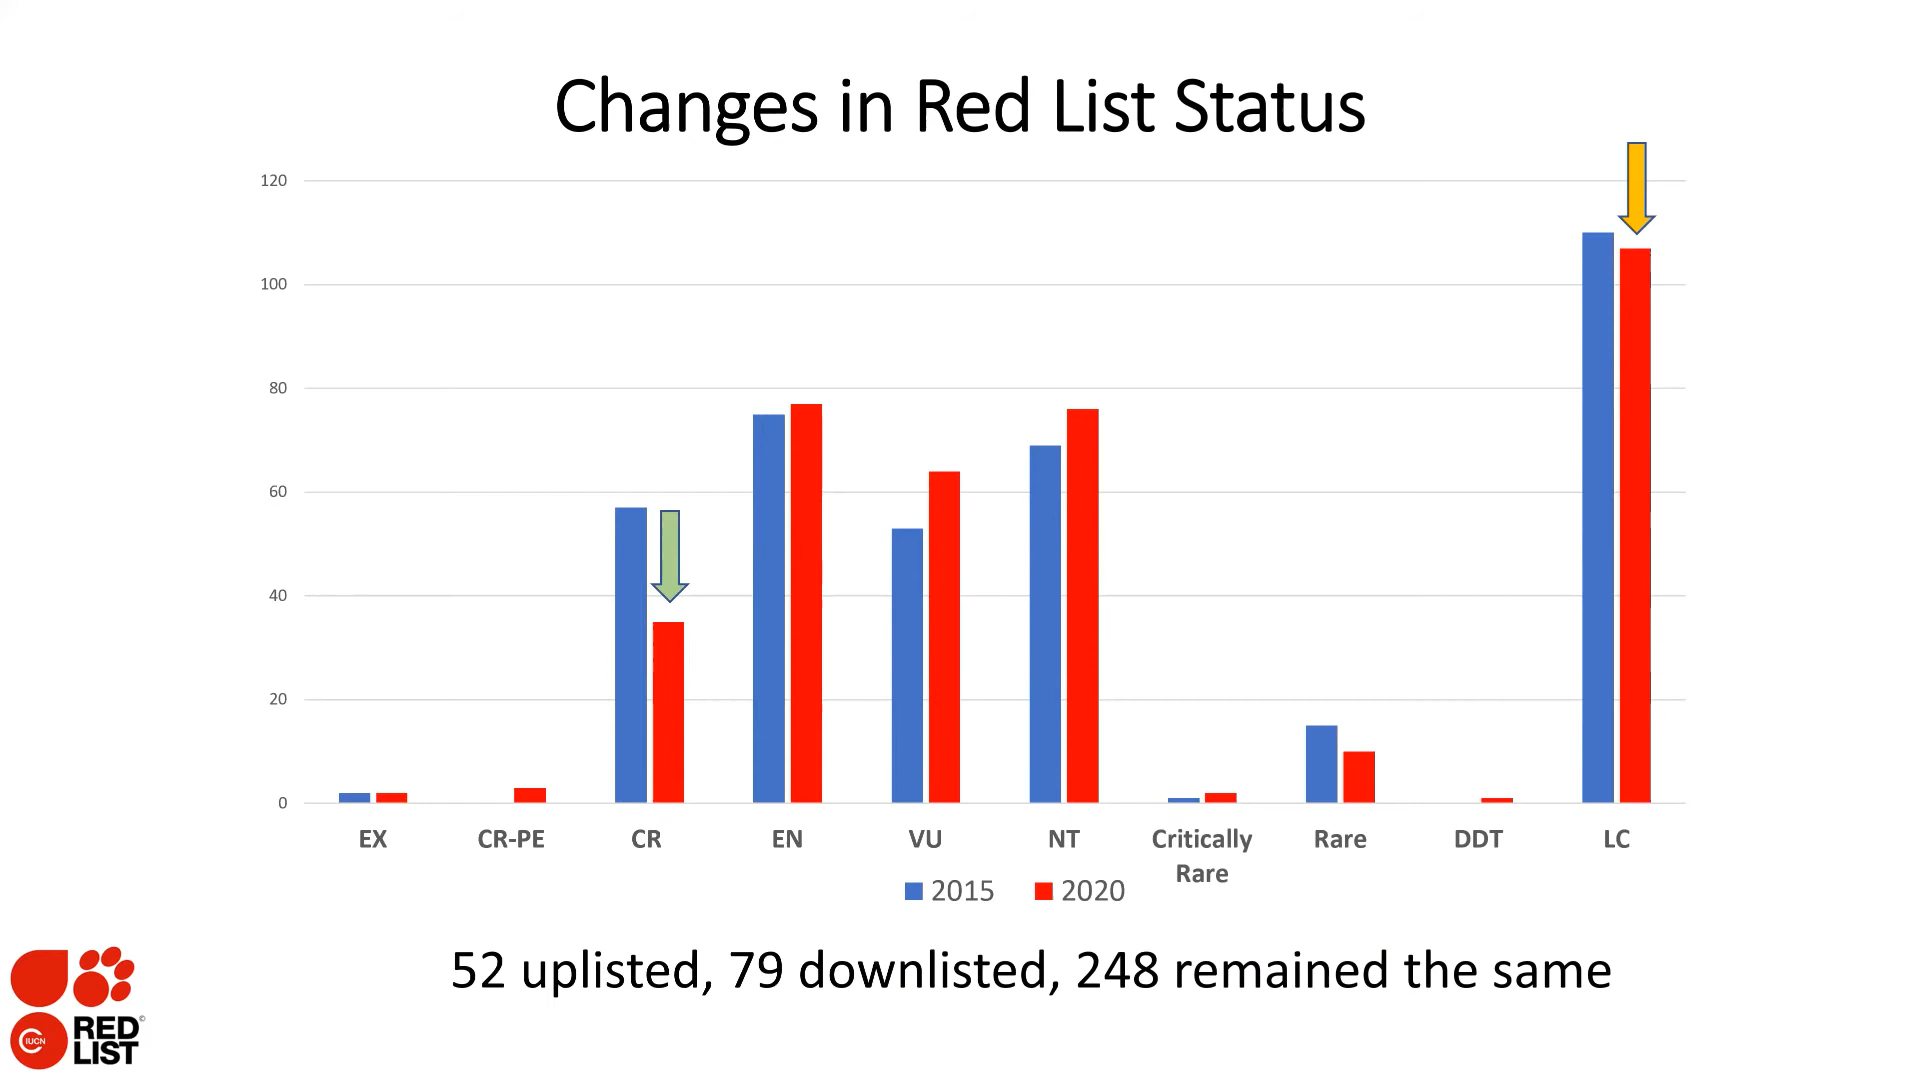 Changes in Red List Status
120
100
80
60
40
20
0
EX CR-PE CR EN VU NT Critically Rare DDT LC
Rare
2015 2020
52 uplisted, 79 downlisted, 248 remained the same
IUCN
RED ©
LIST